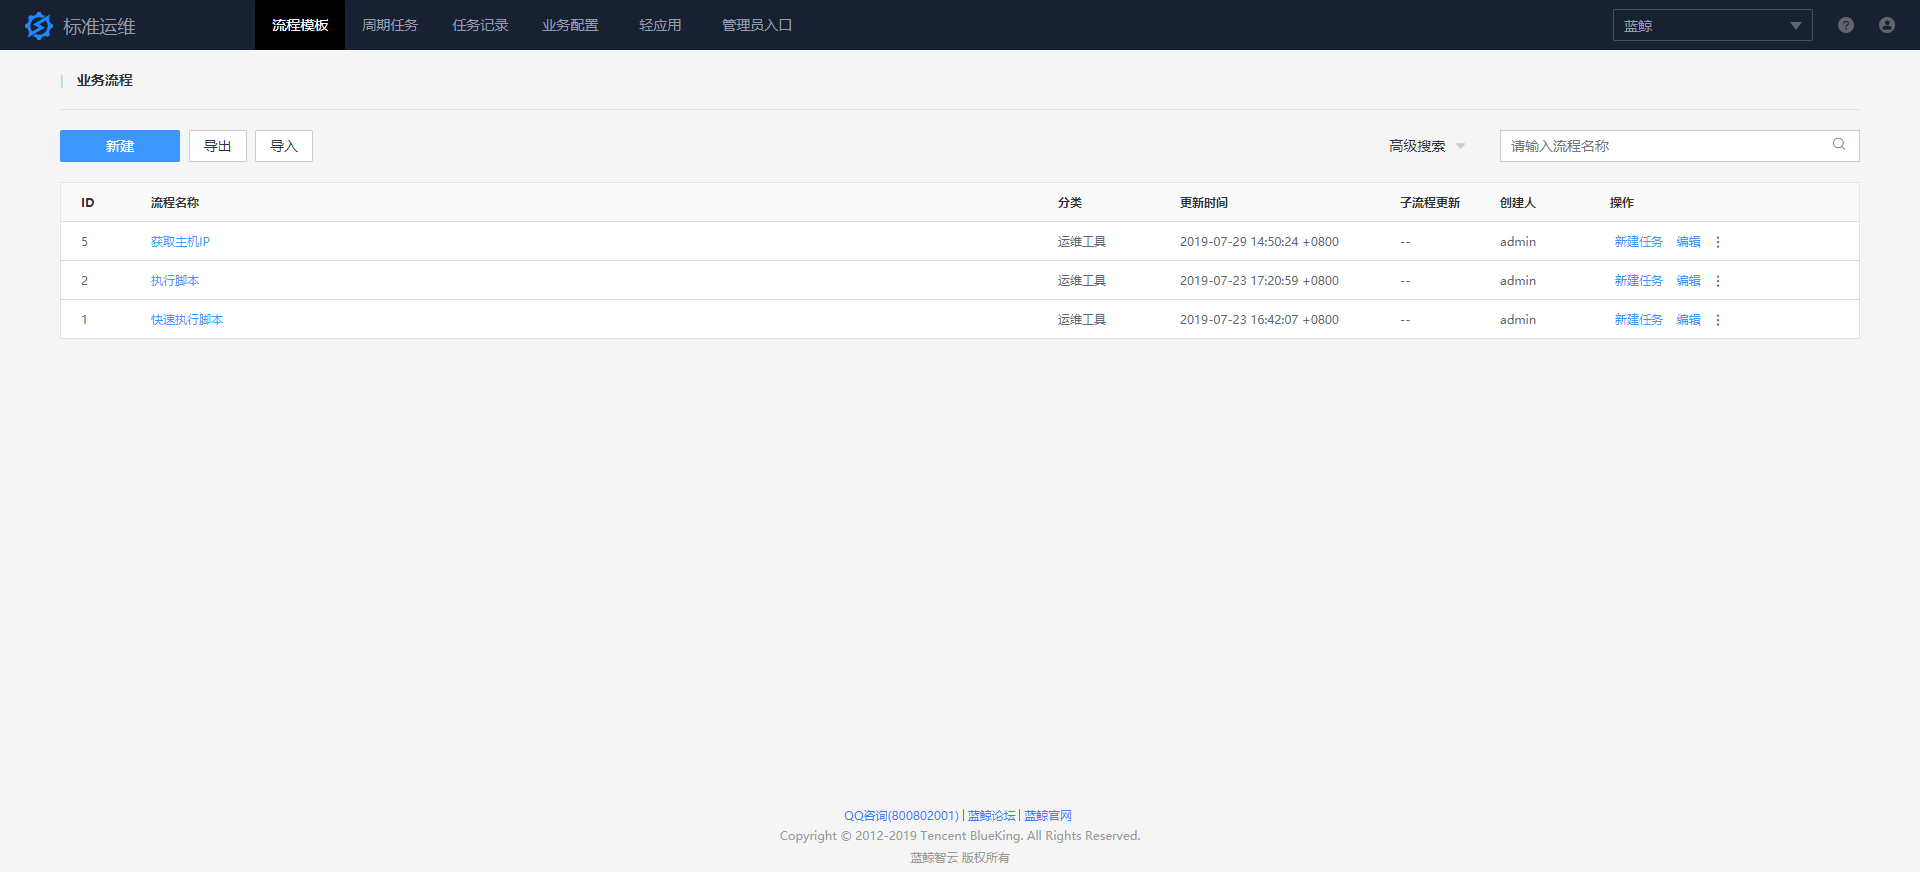 标准运维 流程模板 周期任务 任务记录 业务配置 轻应用 管理员入口 蓝鲸
业务流程
新建 导出 导入 高级搜索 请输入流程名称
ID 流程名称 分类 更新时间 子流程更新 创建人 操作
5 获取主机IP 运维工具 2019-07-29 14:50:24 +0800 -- admin 新建任务 编辑
2 执行脚本 运维工具 2019-07-23 17:20:59 +0800 -- admin 新建任务 编辑
1 快速执行脚本 运维工具 2019-07-23 16:42:07 +0800 -- admin 新建任务 编辑
QQ咨询(800802001) | 蓝鲸论坛 | 蓝鲸官网
Copyright © 2012-2019 Tencent BlueKing. All Rights Reserved.
蓝鲸智云 版权所有